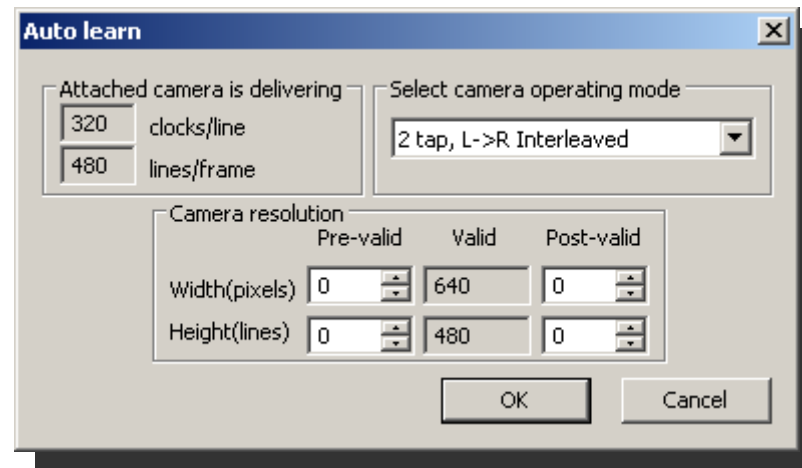 Auto learn
Attached camera is delivering
320 clocks/line
480 lines/frame
Select camera operating mode
2 tap, L->R Interleaved
Camera resolution
Pre-valid Valid Post-valid
Width(pixels) 0 640 0
Height(lines) 0 480 0
OK Cancel